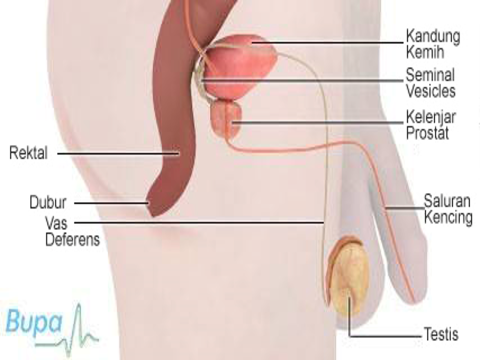 Kandung
Kemih
Seminal
Vesicles
Kelenjar
Prostat
Rektal
Dubur
Vas
Deferens
Saluran
Kencing
Testis
Bupa